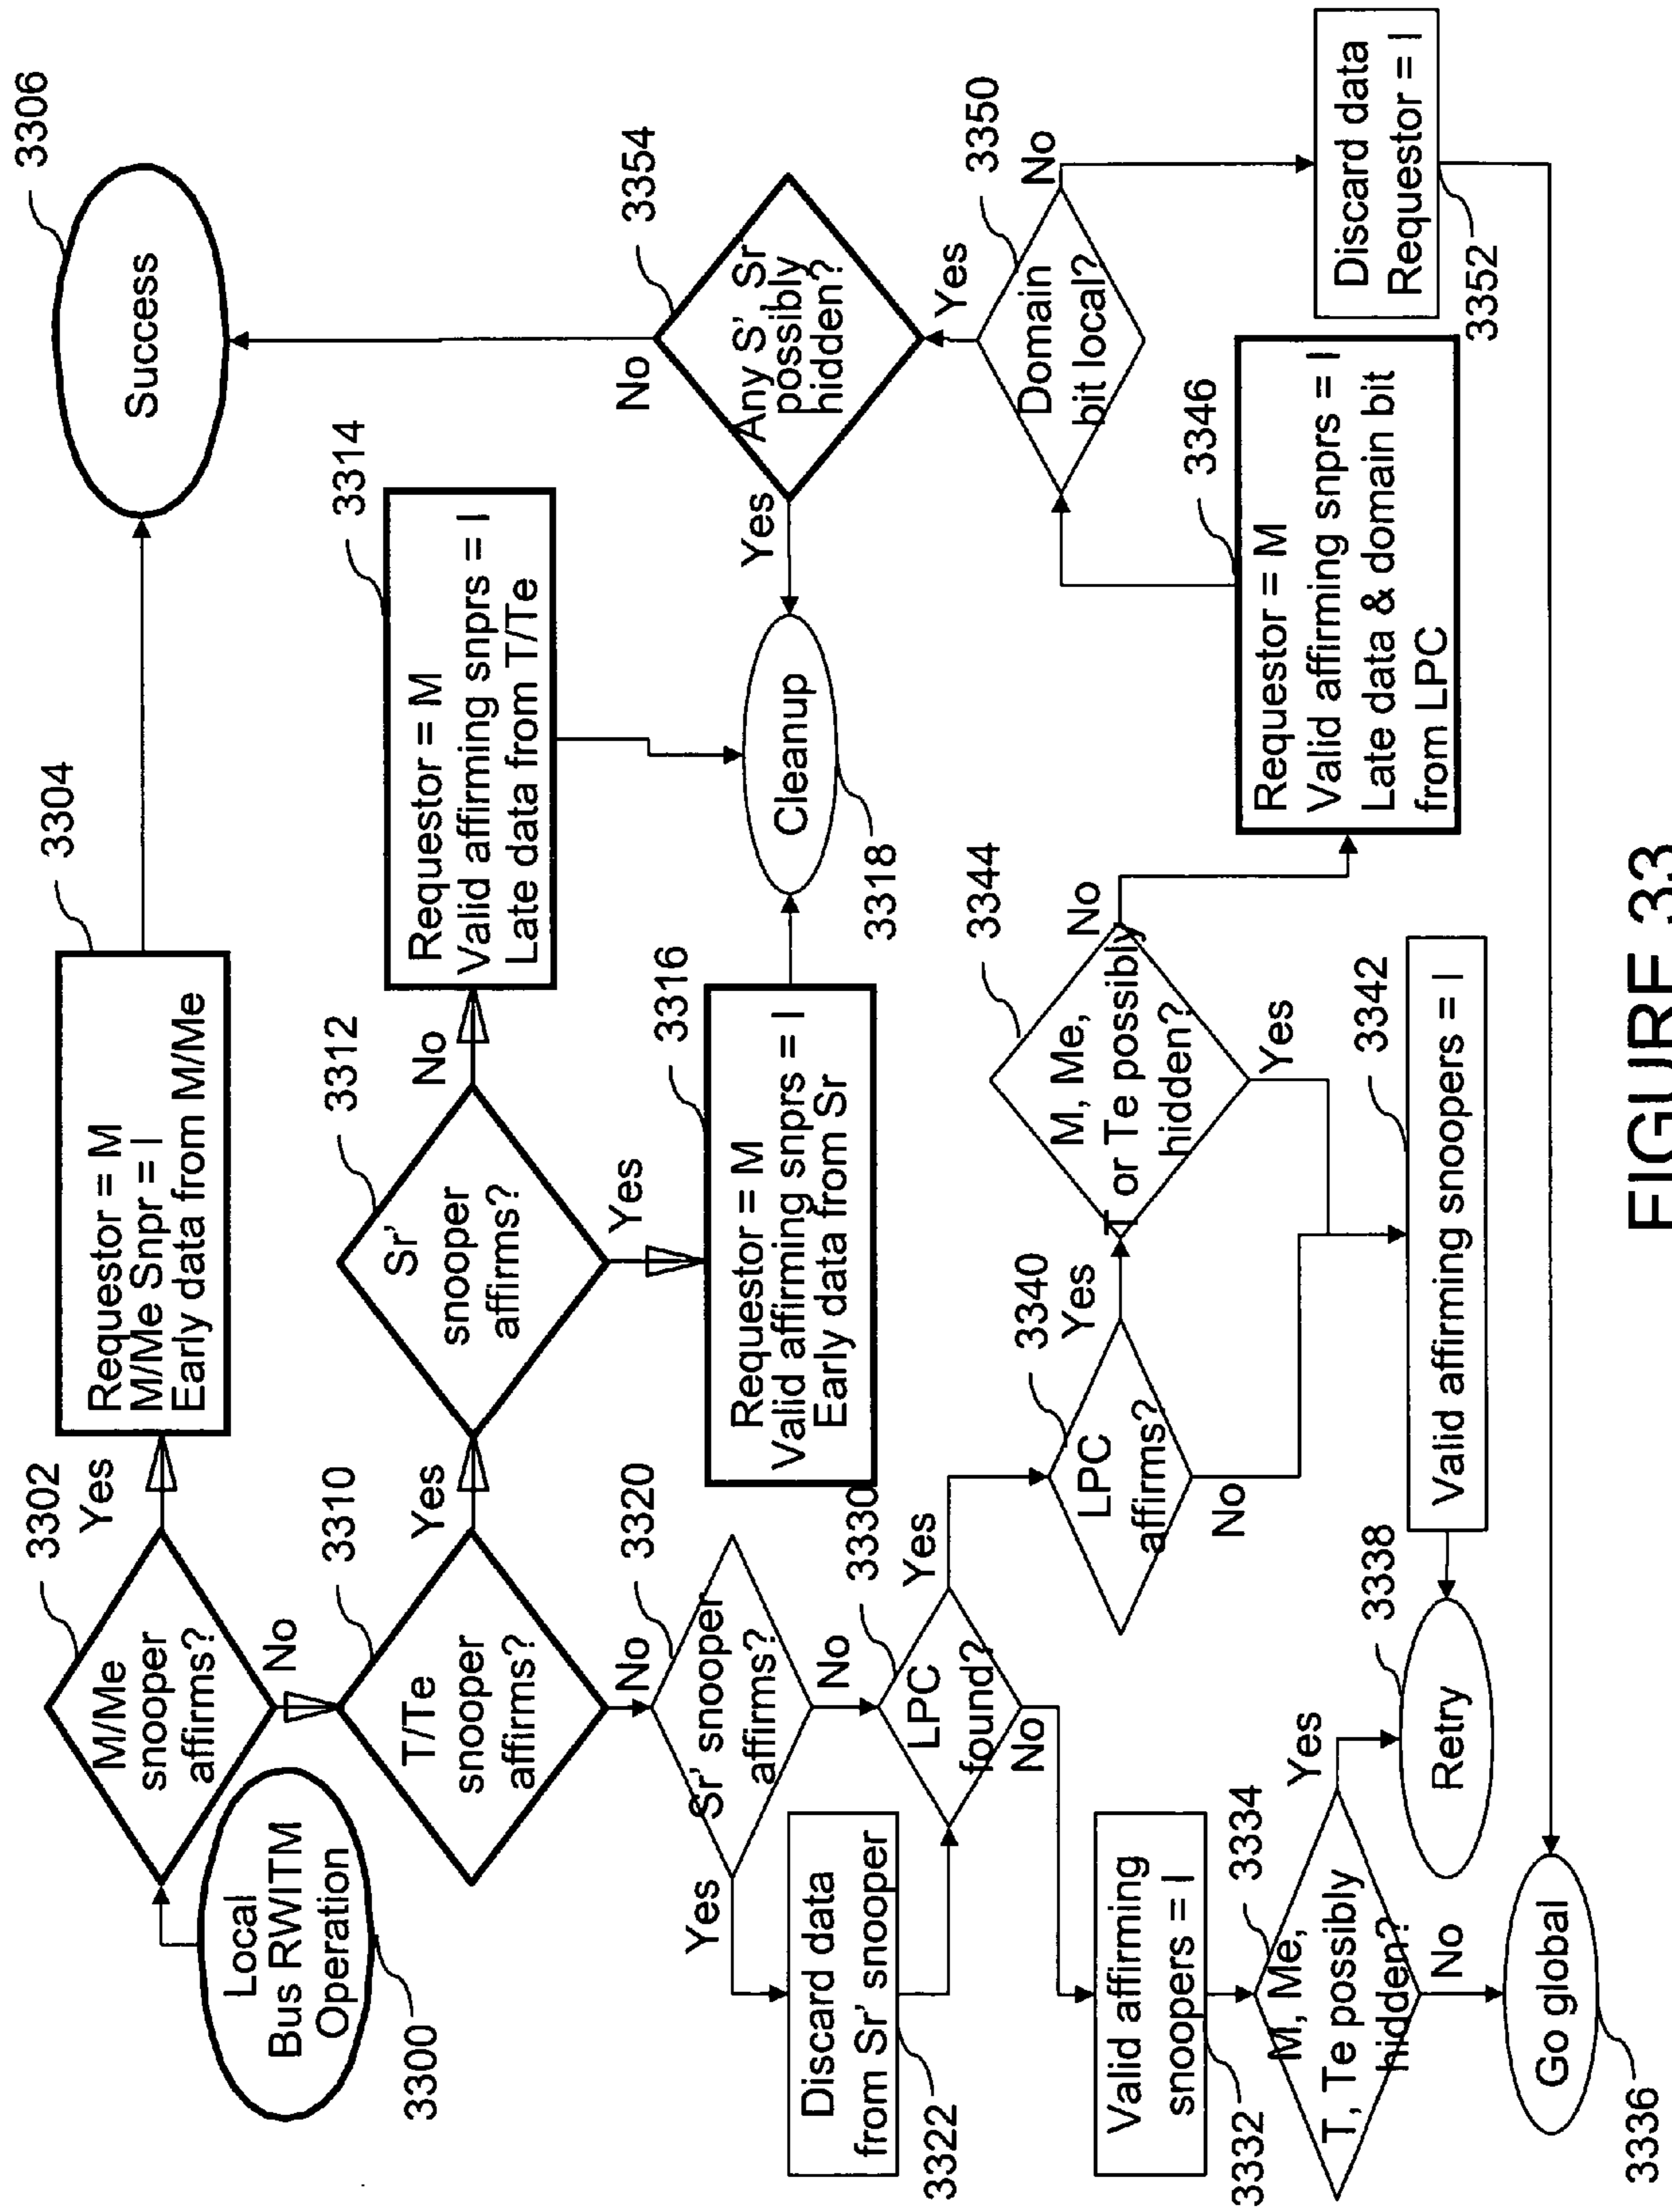 3300
Local
Bus RWITM
Operation
3302
M/Me
snooper
affirms?
Yes
No
3304
Requestor = M
M/Me Snpr = I
Early data from M/Me
3306
Success
3310
T/Te
snooper
affirms?
Yes
No
3312
Sr'
snooper
affirms?
No
Yes
3314
Requestor = M
Valid affirming snprs = I
Late data from T/Te
3316
Requestor = M
Valid affirming snprs = I
Early data from Sr
Cleanup
3318
3320
Sr' snooper
affirms?
Yes
No
Discard data
from Sr' snooper
3322
3330
LPC
found?
Yes
No
Valid affirming
snoopers = I
3332
3334
M, Me,
T, Te possibly
hidden?
Yes
No
Go global
3336
3338
Retry
3340
LPC
affirms?
Yes
No
3342
Valid affirming snoopers = I
3344
M, Me,
T or Te possibly
hidden?
No
Yes
3346
Requestor = M
Valid affirming snprs = I
Late data & domain bit
from LPC
3350
Domain
bit local?
Yes
No
Discard data
Requestor = I
3352
3354
Any S' Sr
possibly
hidden?
Yes
No
FIGURE 33